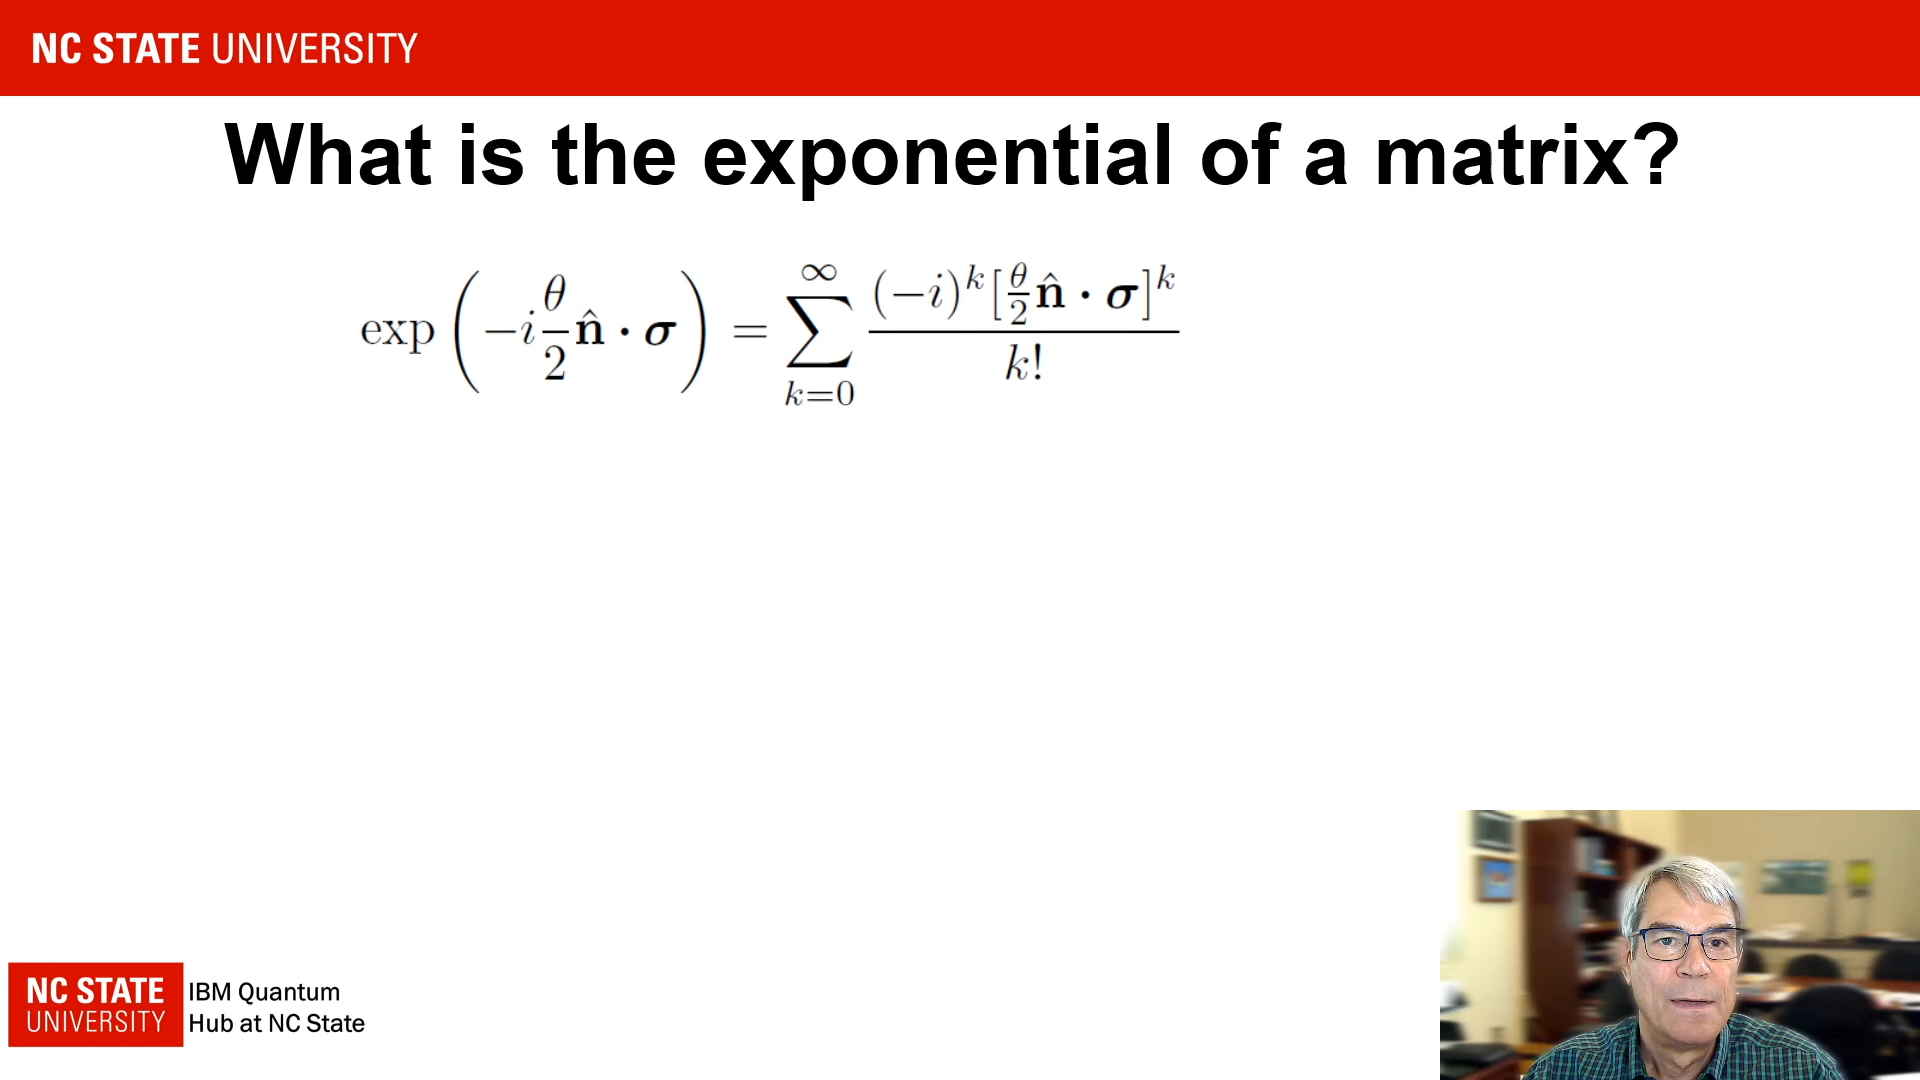 NC STATE UNIVERSITY
What is the exponential of a matrix?
exp(−i θ/2 n̂ · σ) = ∑_{k=0}^{∞} (−i)^k[θ/2 n̂ · σ]^k / k!
NC STATE UNIVERSITY
IBM Quantum
Hub at NC State